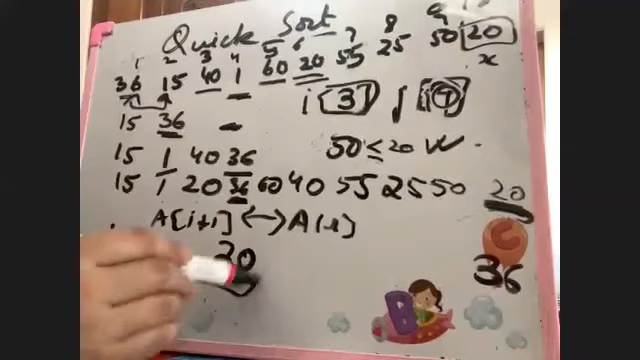 Quick Sort
1 2 3 4 5 6 7 8 9
36 15 40 1 60 20 55 25 50 20
x
i 3 j
15 36
50 ≤ 20
15 1 40 36
15 1 20 36 60 40 55 25 50 20
A[i+1] ↔ A[r]
20
C
36
B